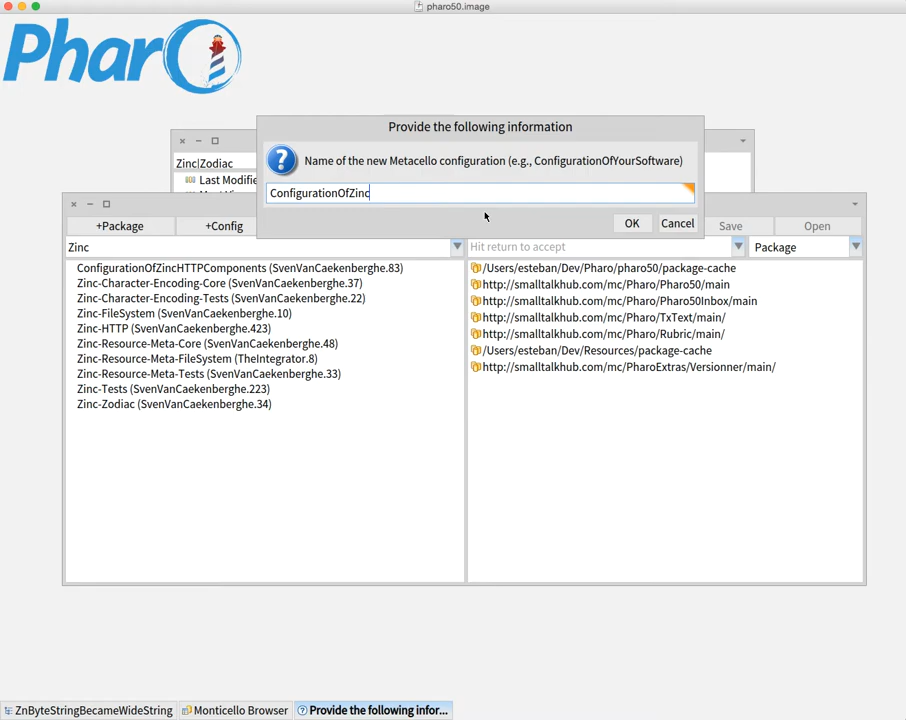 pharo50.image
Pharo
Provide the following information
Name of the new Metacello configuration (e.g., ConfigurationOfYourSoftware)
ConfigurationOfZinc
OK
Cancel
Zinc|Zodiac
Last Modifie
+Package
+Config
Save
Open
Zinc
Hit return to accept
Package
ConfigurationOfZincHTTPComponents (SvenVanCaekenberghe.83)
Zinc-Character-Encoding-Core (SvenVanCaekenberghe.37)
Zinc-Character-Encoding-Tests (SvenVanCaekenberghe.22)
Zinc-FileSystem (SvenVanCaekenberghe.10)
Zinc-HTTP (SvenVanCaekenberghe.423)
Zinc-Resource-Meta-Core (SvenVanCaekenberghe.48)
Zinc-Resource-Meta-FileSystem (TheIntegrator.8)
Zinc-Resource-Meta-Tests (SvenVanCaekenberghe.33)
Zinc-Tests (SvenVanCaekenberghe.223)
Zinc-Zodiac (SvenVanCaekenberghe.34)
/Users/esteban/Dev/Pharo/pharo50/package-cache
http://smalltalkhub.com/mc/Pharo/Pharo50/main
http://smalltalkhub.com/mc/Pharo/Pharo50Inbox/main
http://smalltalkhub.com/mc/Pharo/TxText/main/
http://smalltalkhub.com/mc/Pharo/Rubric/main/
/Users/esteban/Dev/Resources/package-cache
http://smalltalkhub.com/mc/PharoExtras/Versionner/main/
ZnByteStringBecameWideString
Monticello Browser
Provide the following infor...